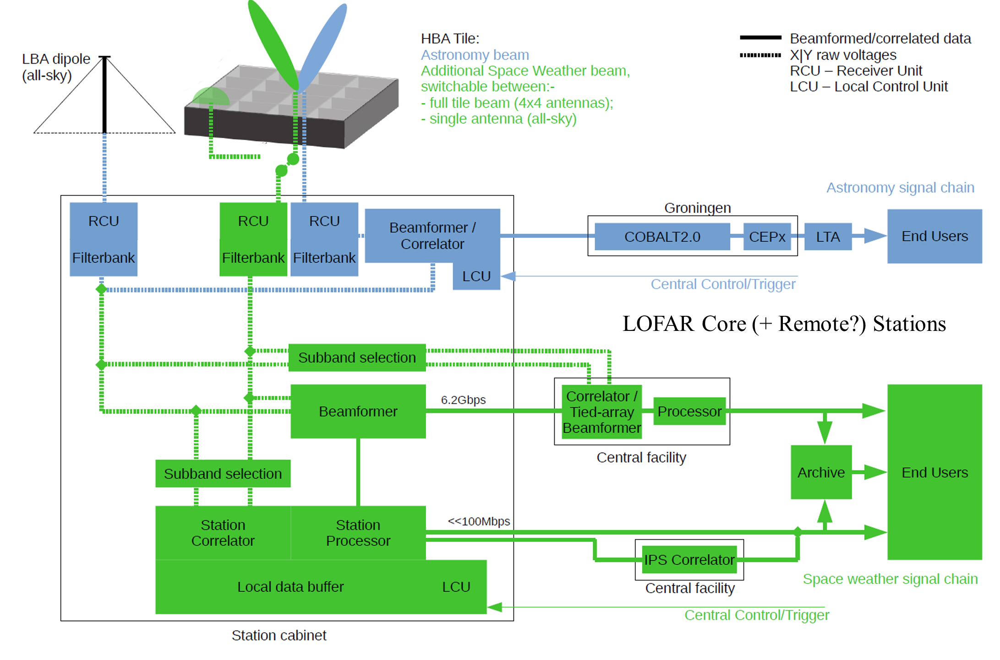 LBA dipole
(all-sky)
HBA Tile:
Astronomy beam
Additional Space Weather beam,
switchable between:-
- full tile beam (4x4 antennas);
- single antenna (all-sky)
Beamformed/correlated data
X|Y raw voltages
RCU – Receiver Unit
LCU – Local Control Unit
Astronomy signal chain
RCU
Filterbank
RCU
Filterbank
RCU
Filterbank
Beamformer /
Correlator
LCU
Groningen
COBALT2.0
CEPx
LTA
End Users
Central Control/Trigger
LOFAR Core (+ Remote?) Stations
Subband selection
Beamformer
6.2Gbps
Correlator /
Tied-array
Beamformer
Processor
Central facility
Archive
End Users
Subband selection
Station
Correlator
Station
Processor
<<100Mbps
IPS Correlator
Central facility
Space weather signal chain
Local data buffer
LCU
Central Control/Trigger
Station cabinet